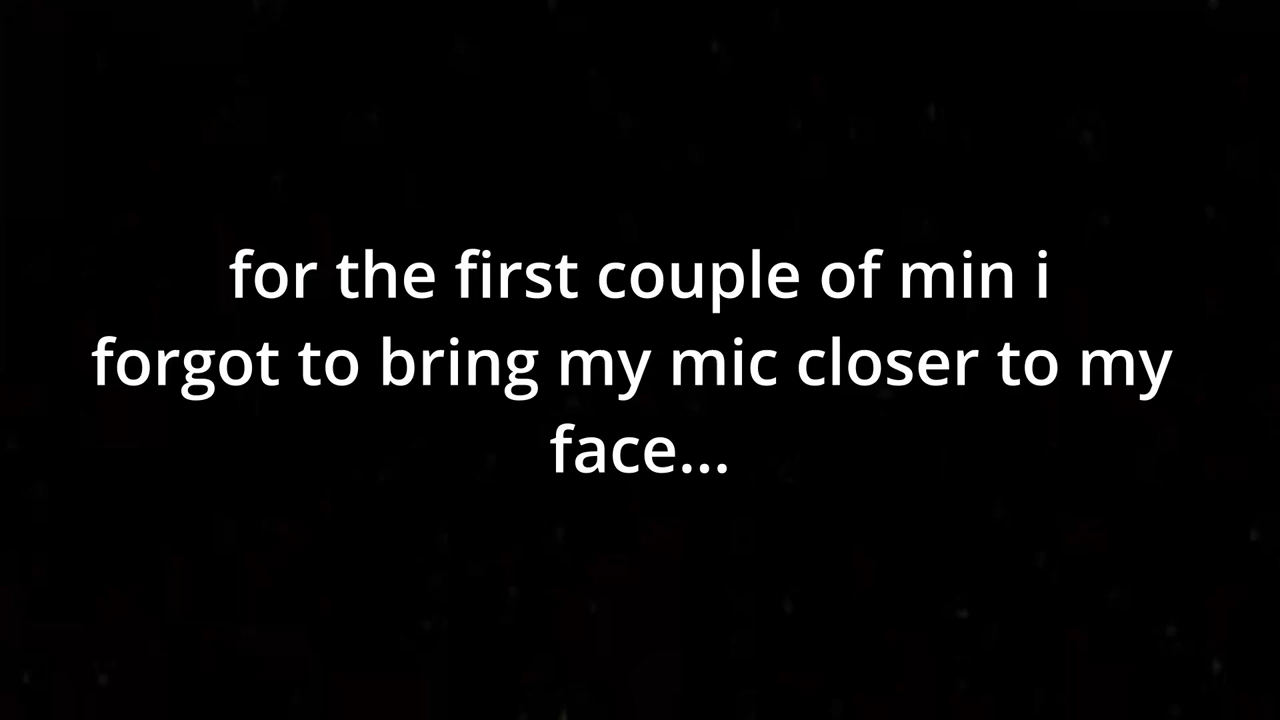 for the first couple of min i
forgot to bring my mic closer to my
face...